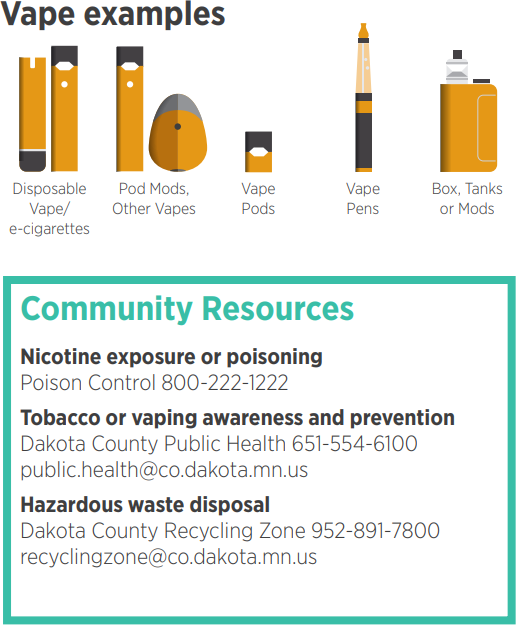 Vape examples
Disposable
Vape/
e-cigarettes
Pod Mods,
Other Vapes
Vape
Pods
Vape
Pens
Box, Tanks
or Mods
Community Resources
Nicotine exposure or poisoning
Poison Control 800-222-1222
Tobacco or vaping awareness and prevention
Dakota County Public Health 651-554-6100
public.health@co.dakota.mn.us
Hazardous waste disposal
Dakota County Recycling Zone 952-891-7800
recyclingzone@co.dakota.mn.us